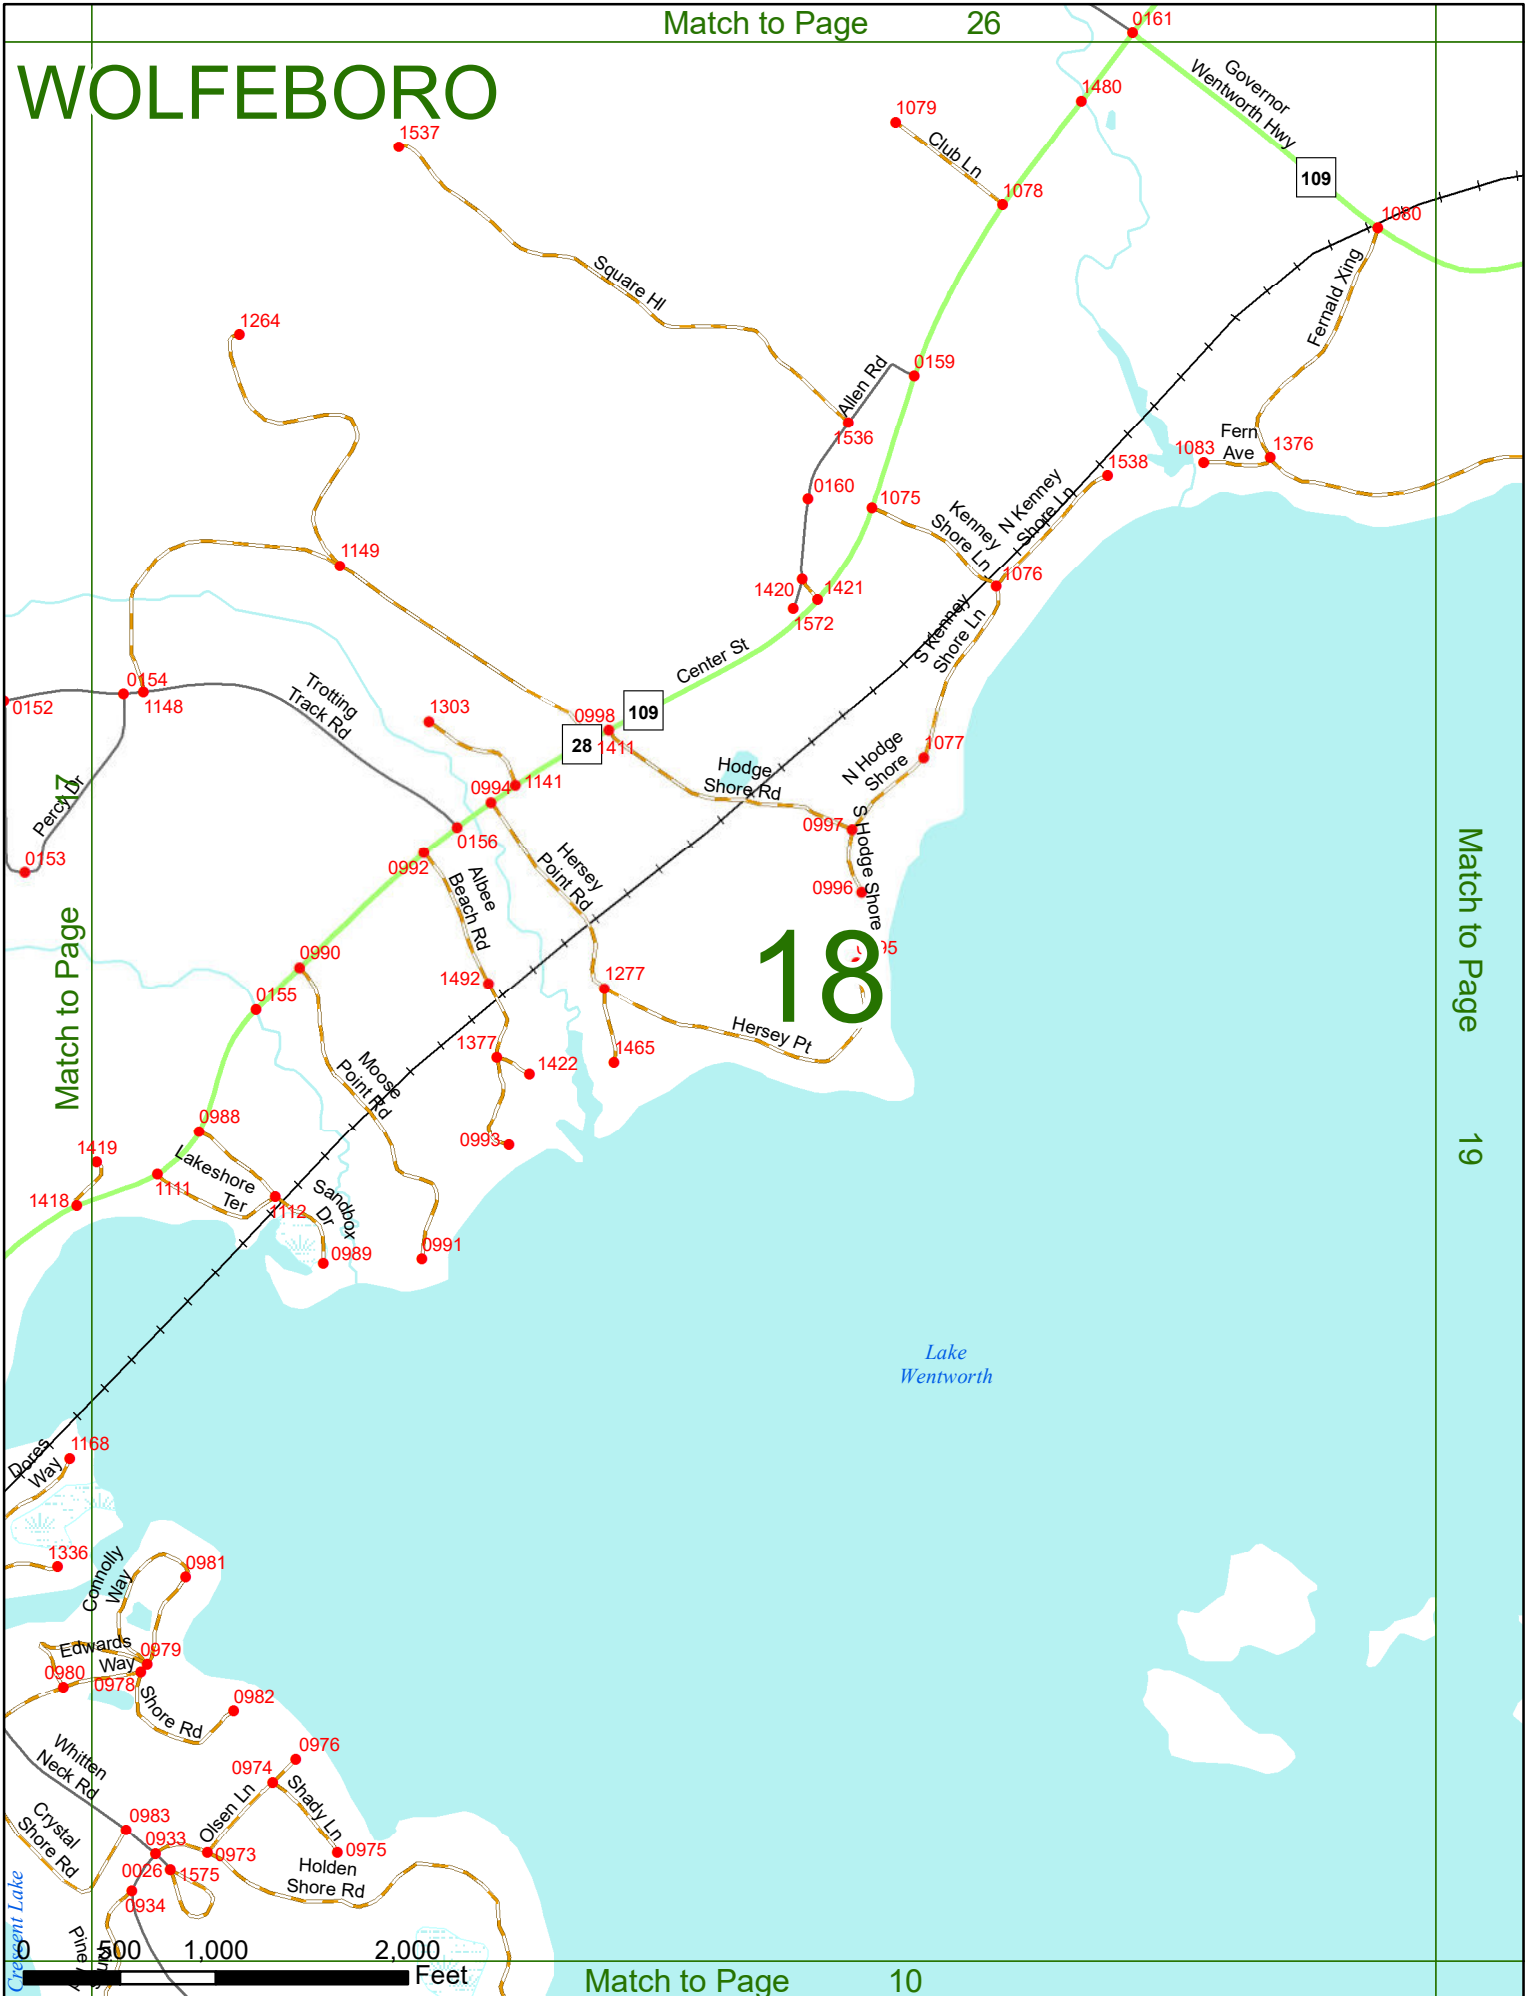 Match to Page 26
0161
WOLFEBORO
Governor
Wentworth Hwy
1480
1079
1537
Club Ln
109
1078
1080
Square Hl
Fernald Xing
1264
0159
Allen Rd
1536
Fern
Ave
1083
1376
1538
0160
1075
N Kenney
Shore Ln
Kenney
Shore Ln
1149
1076
1420
1421
1572
S Kenney
Shore Ln
Center St
0154
1148
0152
Trotting
Track Rd
1303
0998
109
28
1411
1077
N Hodge
Shore
Hodge
Shore Rd
1141
0994
17
Percy Dr
0997
S Hodge Shore
0156
0992
0153
Hersey
Point Rd
Albee
Beach Rd
0996
Match to Page
Match to Page
19
18
95
0990
1492
1277
0155
Hersey Pt
1377
1422
1465
Moose
Point Rd
0988
0993
1419
Lakeshore
Ter
1111
1418
1112
Sandbox
Dr
0989
0991
Lake
Wentworth
Dores
Way
1168
1336
Connolly
Way
0981
Edwards
Way
0979
0980
0978
0982
Shore Rd
Whitten
Neck Rd
0976
0974
Shady Ln
Olsen Ln
Crystal
Shore Rd
0983
0933
0973
0975
0026
1575
Holden
Shore Rd
0934
Crescent Lake
Pine
0 500 1,000 2,000
Feet
Match to Page 10